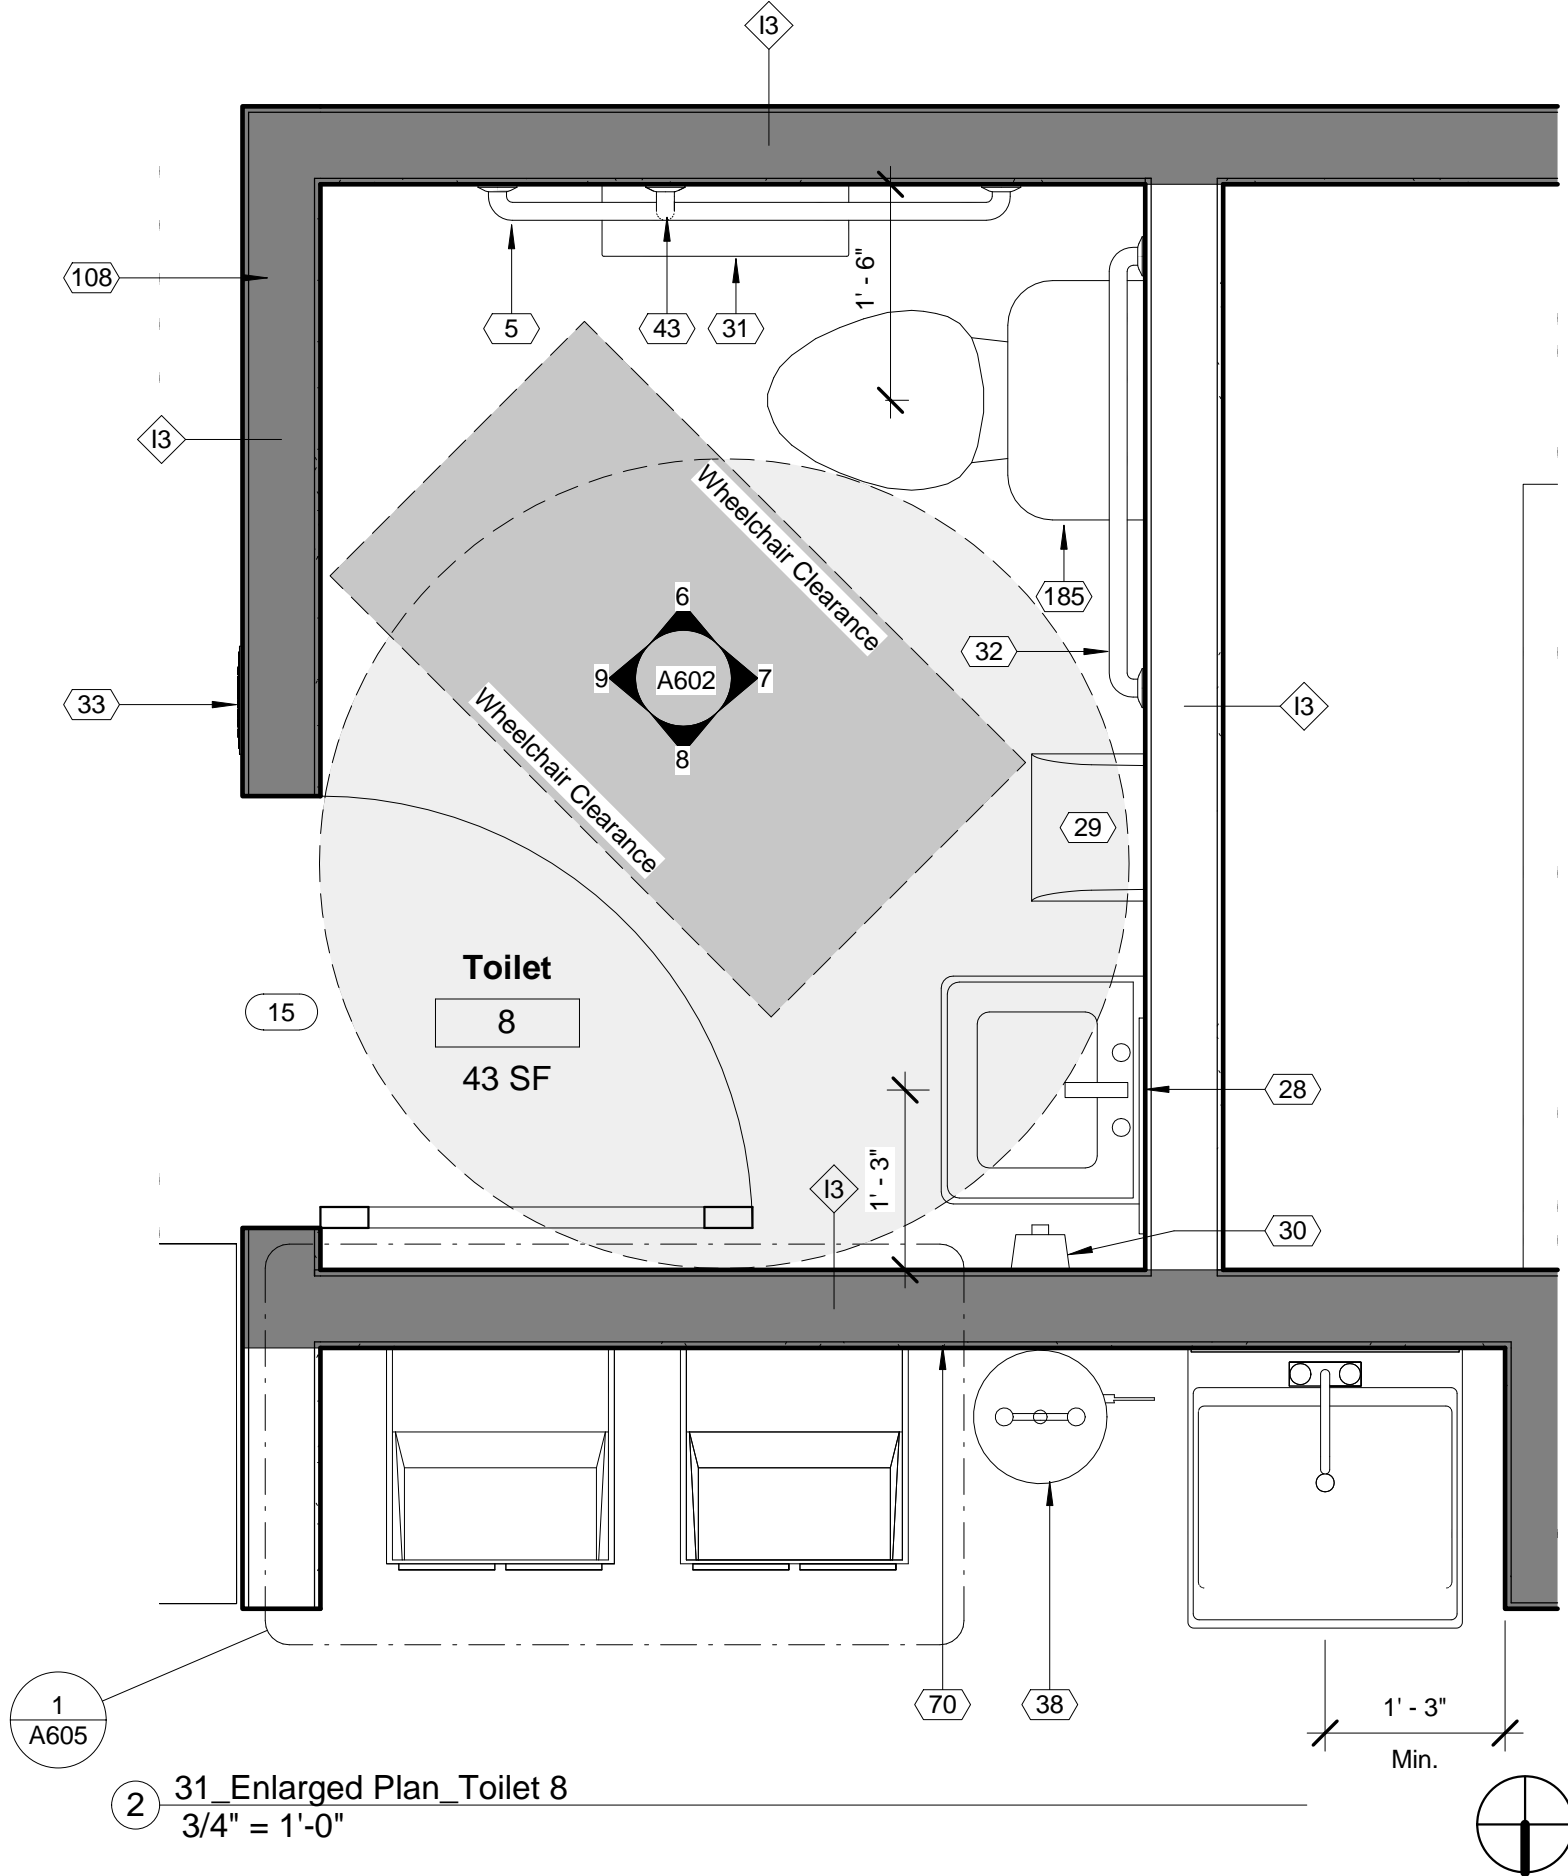 I3
108
1' - 6"
5
43
31
I3
Wheelchair Clearance
6
185
32
9
A602
7
33
I3
Wheelchair Clearance
8
29
Toilet
15
8
43 SF
28
1' - 3"
I3
30
1
A605
70
38
1' - 3"
Min.
2
31_Enlarged Plan_Toilet 8
3/4" = 1'-0"